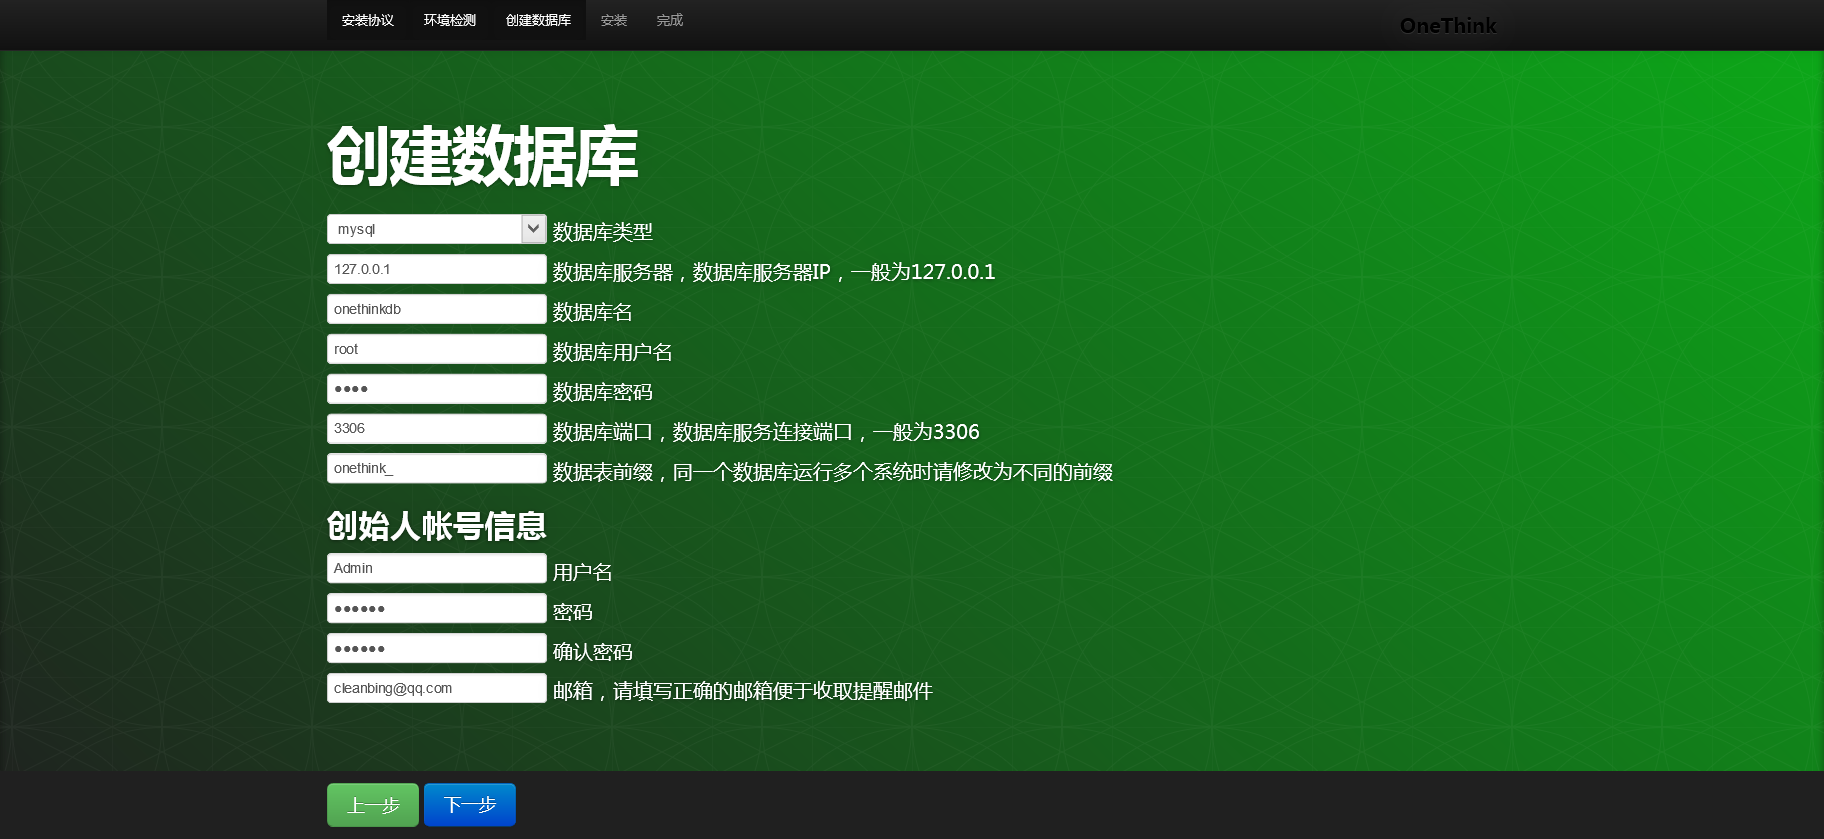 安装协议 环境检测 创建数据库 安装 完成 OneThink
创建数据库
mysql 数据库类型
127.0.0.1 数据库服务器，数据库服务器IP，一般为127.0.0.1
onethinkdb 数据库名
root 数据库用户名
●●●● 数据库密码
3306 数据库端口，数据库服务连接端口，一般为3306
onethink_ 数据表前缀，同一个数据库运行多个系统时请修改为不同的前缀
创始人帐号信息
Admin 用户名
●●●●●● 密码
●●●●●● 确认密码
cleanbing@qq.com 邮箱，请填写正确的邮箱便于收取提醒邮件
上一步 下一步